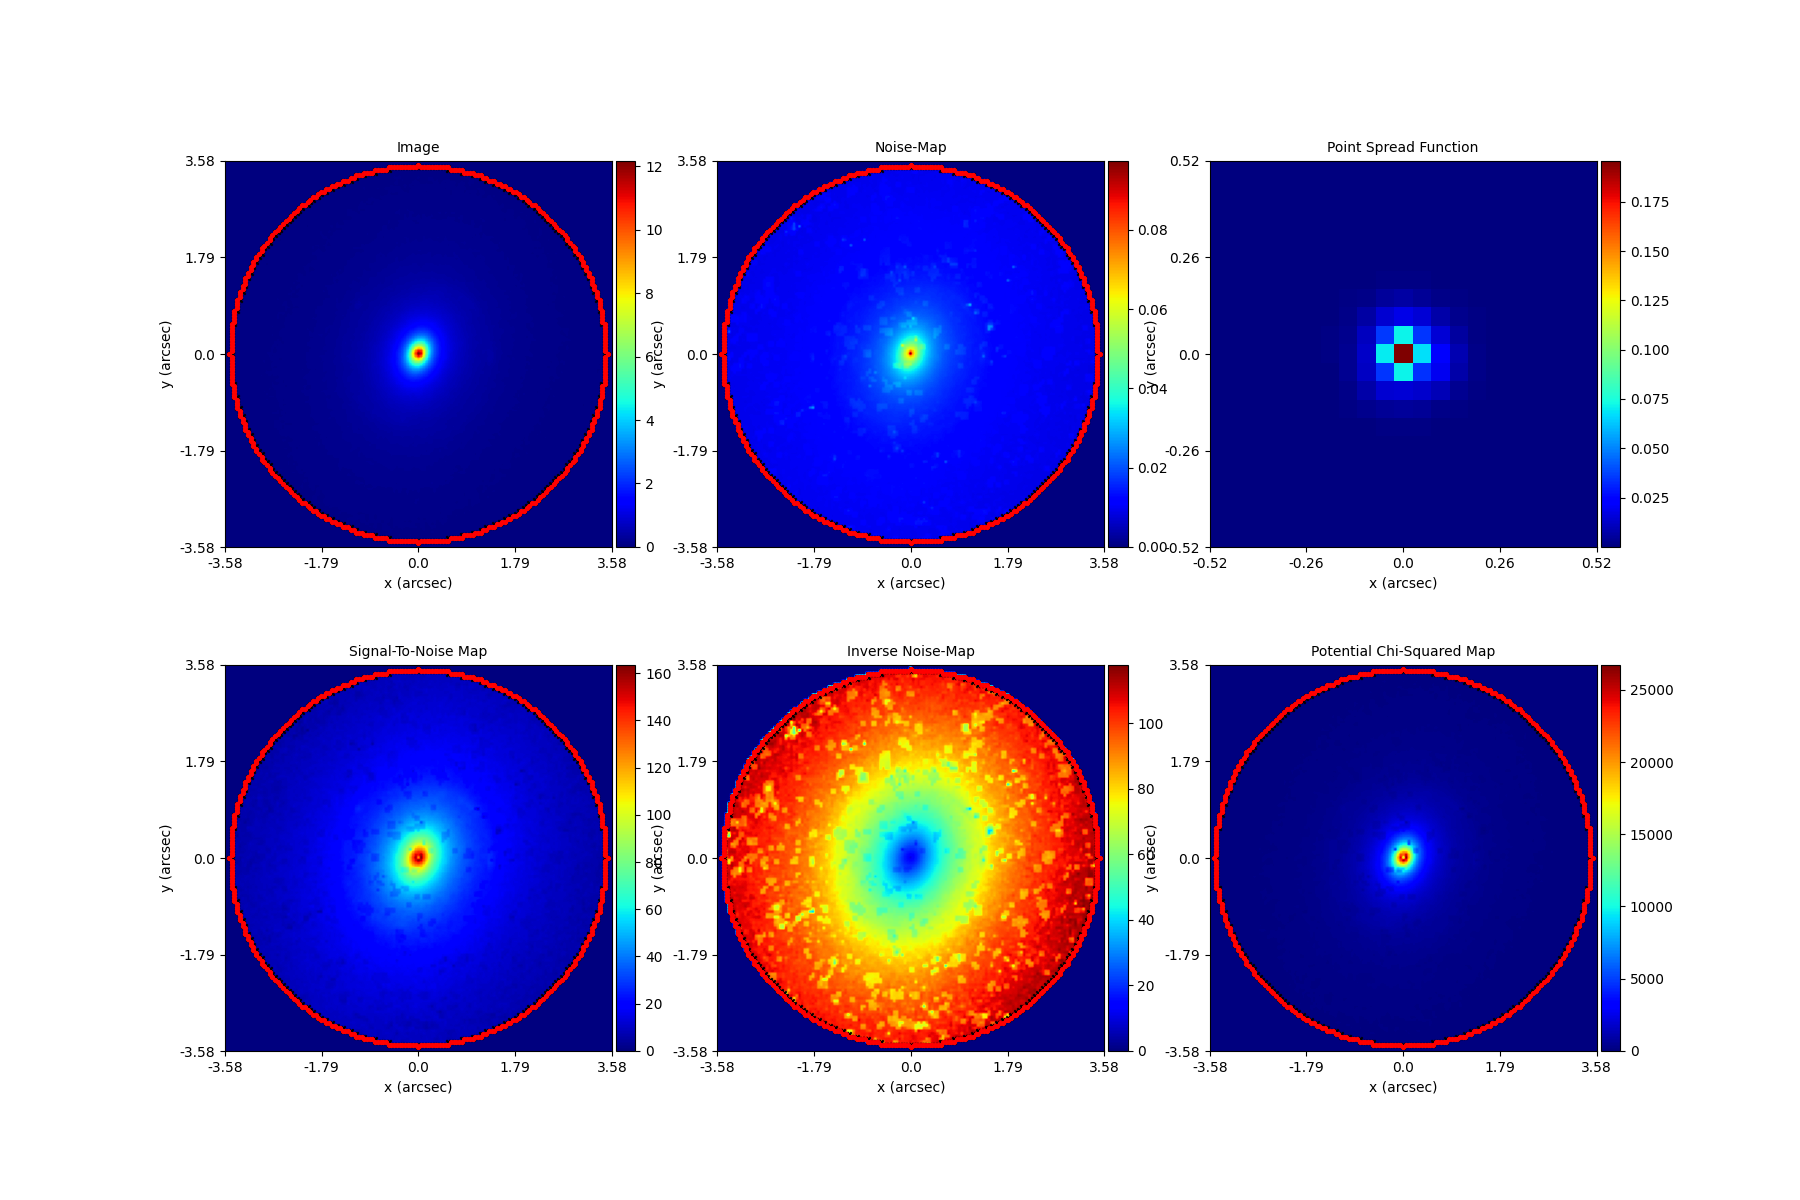 Image
3.58
1.79
0.0
-1.79
-3.58
y (arcsec)
-3.58 -1.79 0.0 1.79 3.58
x (arcsec)
12
10
8
6
4
2
0
Noise-Map
3.58
1.79
0.0
-1.79
-3.58
y (arcsec)
-3.58 -1.79 0.0 1.79 3.58
x (arcsec)
0.08
0.06
0.04
0.02
0.00
Point Spread Function
0.52
0.26
0.0
-0.26
-0.52
y (arcsec)
-0.52 -0.26 0.0 0.26 0.52
x (arcsec)
0.175
0.150
0.125
0.100
0.075
0.050
0.025
Signal-To-Noise Map
3.58
1.79
0.0
-1.79
-3.58
y (arcsec)
-3.58 -1.79 0.0 1.79 3.58
x (arcsec)
160
140
120
100
80
60
40
20
0
Inverse Noise-Map
3.58
1.79
0.0
-1.79
-3.58
y (arcsec)
-3.58 -1.79 0.0 1.79 3.58
x (arcsec)
100
80
60
40
20
0
Potential Chi-Squared Map
3.58
1.79
0.0
-1.79
-3.58
y (arcsec)
-3.58 -1.79 0.0 1.79 3.58
x (arcsec)
25000
20000
15000
10000
5000
0